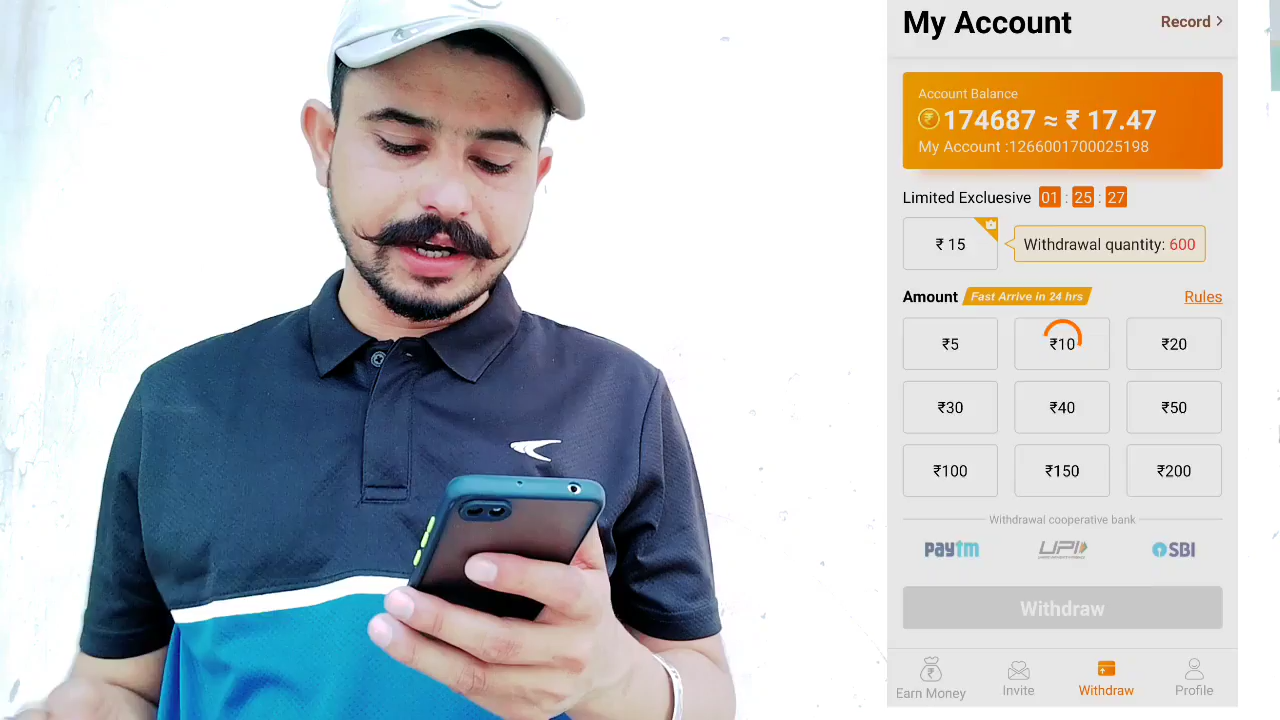 My Account
Record >
Account Balance
174687 ≈ ₹ 17.47
My Account :1266001700025198
Limited Excluesive 01 : 25 : 27
₹ 15
Withdrawal quantity: 600
Amount Fast Arrive in 24 hrs Rules
₹5 ₹10 ₹20
₹30 ₹40 ₹50
₹100 ₹150 ₹200
Withdrawal cooperative bank
Paytm UPI SBI
Withdraw
Earn Money Invite Withdraw Profile